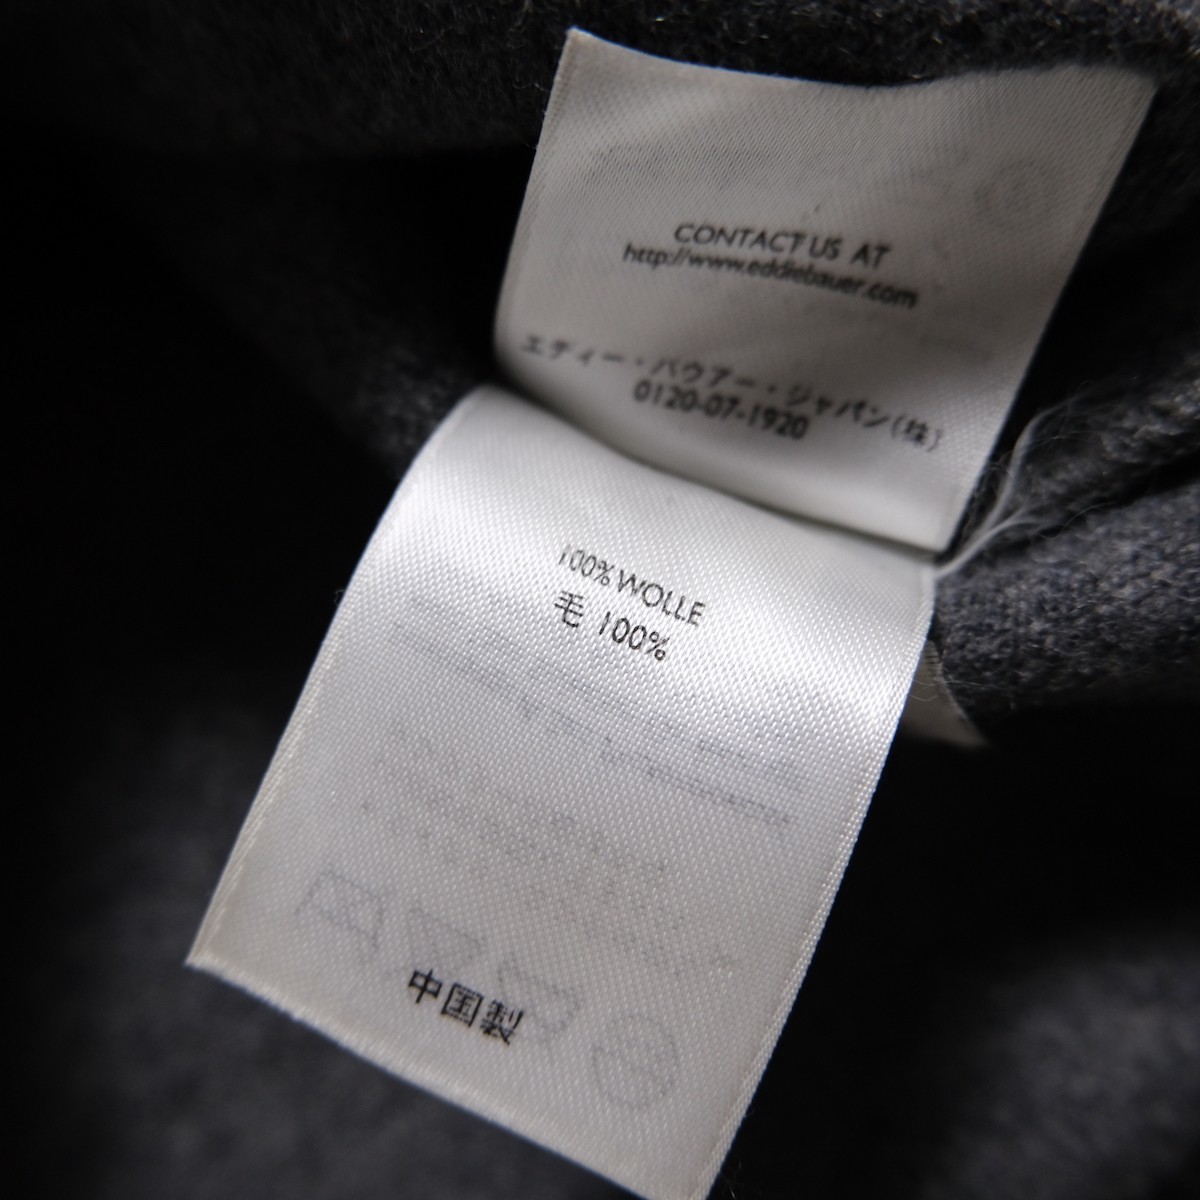 CONTACT US AT
http://www.eddiebauer.com
エディー・バウアー・ジャパン(株)
0120-07-1920
100% WOLLE
毛 100%
中国製